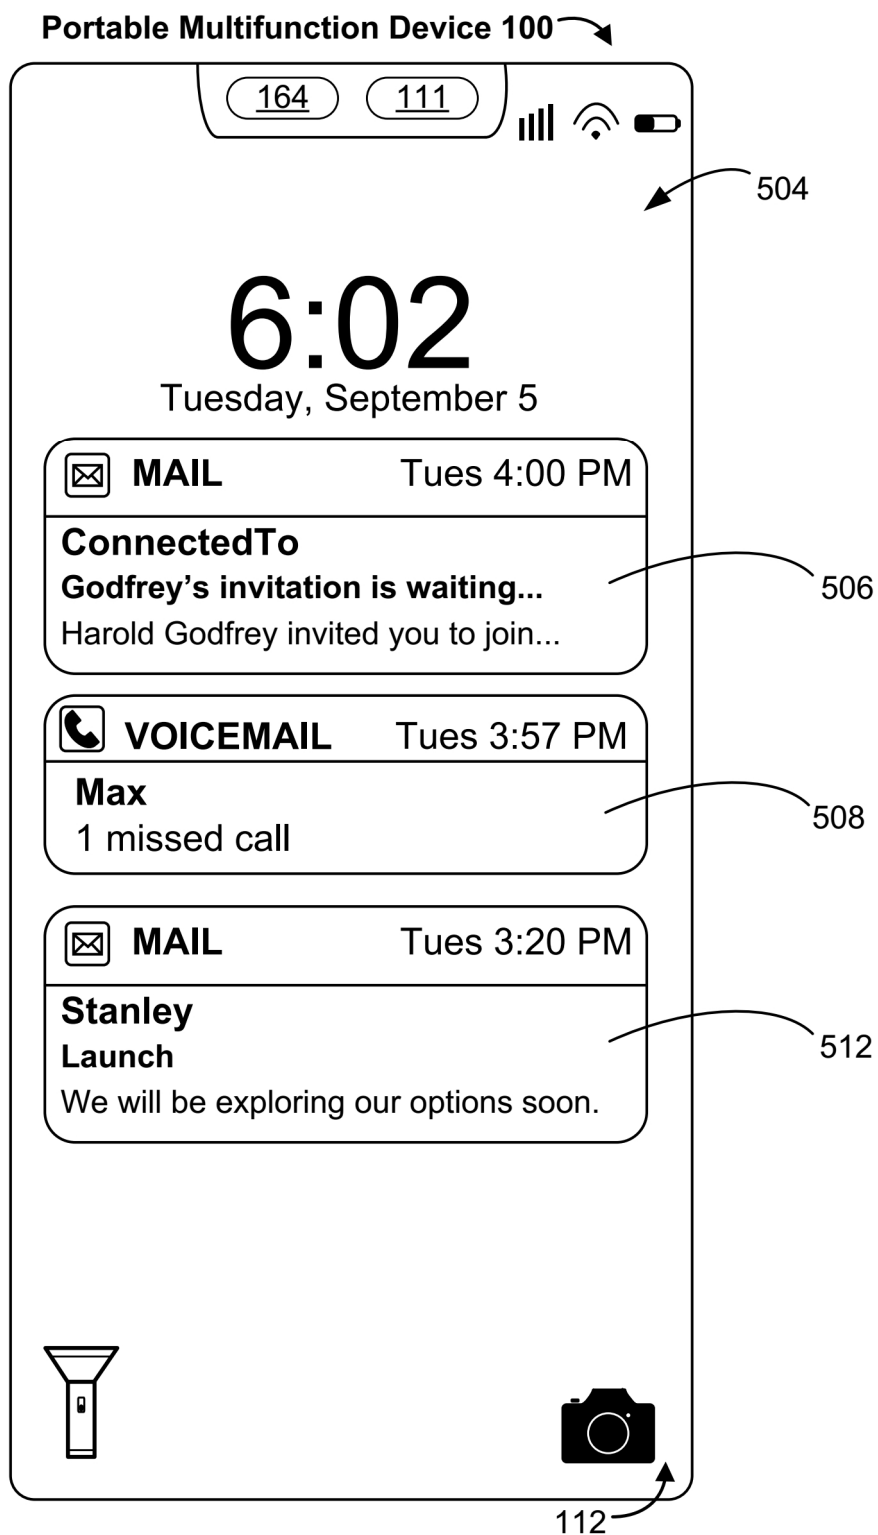 Portable Multifunction Device 100
164 111
504
6:02
Tuesday, September 5
MAIL Tues 4:00 PM
ConnectedTo
Godfrey's invitation is waiting...
506
Harold Godfrey invited you to join...
VOICEMAIL Tues 3:57 PM
Max
508
1 missed call
MAIL Tues 3:20 PM
Stanley
Launch
512
We will be exploring our options soon.
112